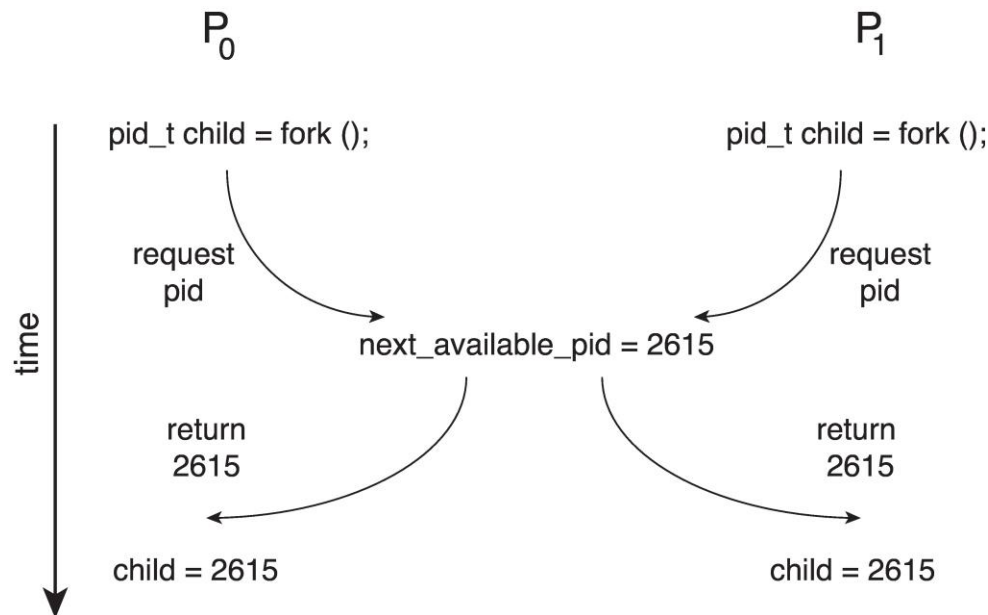 P0
P1
pid_t child = fork ();
pid_t child = fork ();
request
pid
request
pid
time
next_available_pid = 2615
return
2615
return
2615
child = 2615
child = 2615